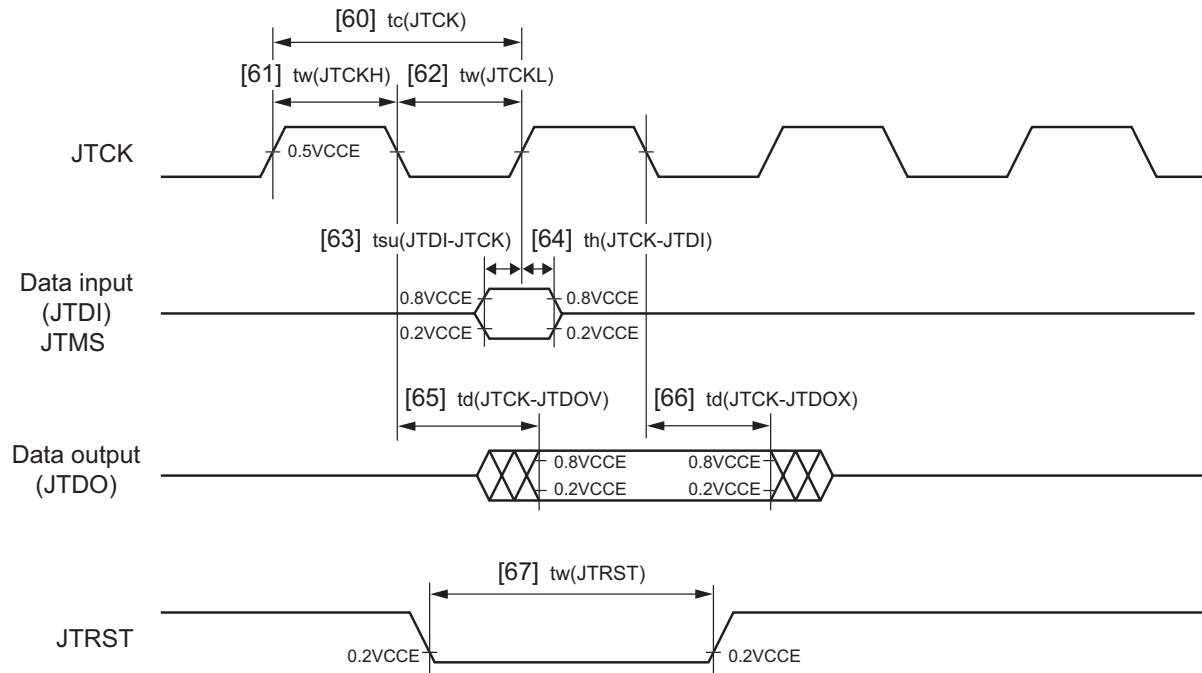 [60] tc(JTCK)
[61] tw(JTCKH) [62] tw(JTCKL)
JTCK
0.5VCCE
[63] tsu(JTDI-JTCK) [64] th(JTCK-JTDI)
Data input
(JTDI)
JTMS
0.8VCCE 0.8VCCE
0.2VCCE 0.2VCCE
[65] td(JTCK-JTDOV) [66] td(JTCK-JTDOX)
Data output
(JTDO)
0.8VCCE 0.8VCCE
0.2VCCE 0.2VCCE
[67] tw(JTRST)
JTRST
0.2VCCE 0.2VCCE